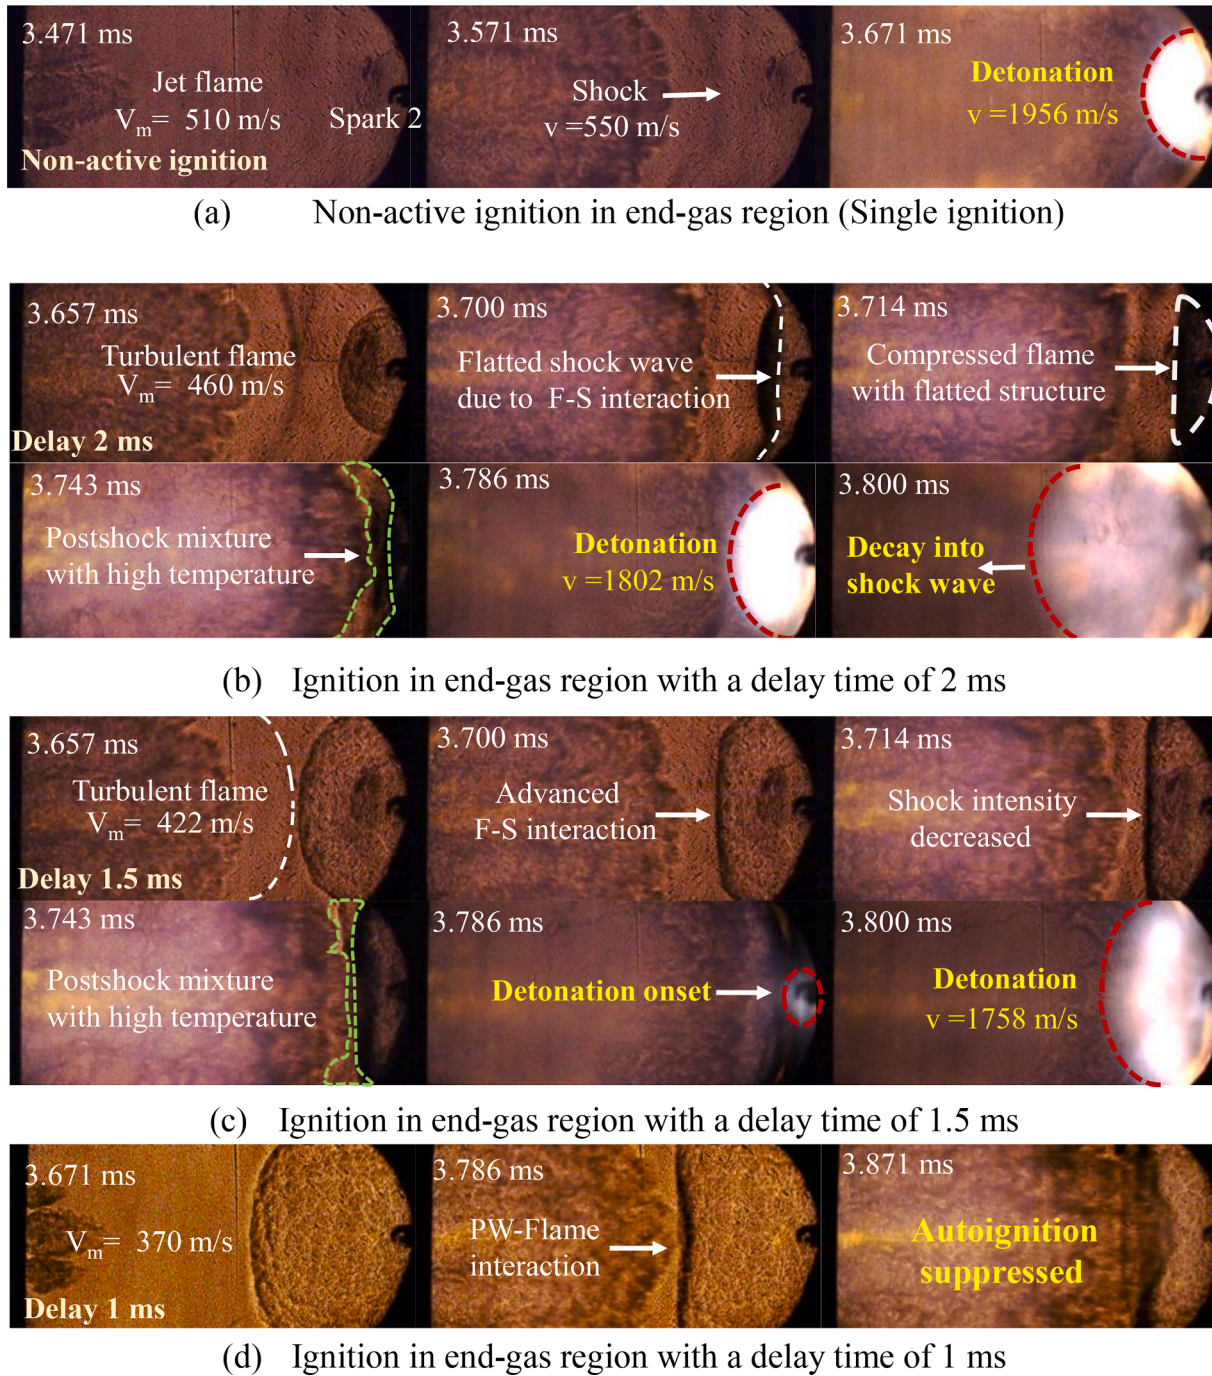 3.471 ms
Jet flame
Vm= 510 m/s
Spark 2
Non-active ignition
3.571 ms
Shock
v =550 m/s
3.671 ms
Detonation
v =1956 m/s
(a) Non-active ignition in end-gas region (Single ignition)
3.657 ms
Turbulent flame
Vm= 460 m/s
Delay 2 ms
3.700 ms
Flatted shock wave
due to F-S interaction
3.714 ms
Compressed flame
with flatted structure
3.743 ms
Postshock mixture
with high temperature
3.786 ms
Detonation
v =1802 m/s
3.800 ms
Decay into
shock wave
(b) Ignition in end-gas region with a delay time of 2 ms
3.657 ms
Turbulent flame
Vm= 422 m/s
Delay 1.5 ms
3.700 ms
Advanced
F-S interaction
3.714 ms
Shock intensity
decreased
3.743 ms
Postshock mixture
with high temperature
3.786 ms
Detonation onset
3.800 ms
Detonation
v =1758 m/s
(c) Ignition in end-gas region with a delay time of 1.5 ms
3.671 ms
Vm= 370 m/s
Delay 1 ms
3.786 ms
PW-Flame
interaction
3.871 ms
Autoignition
suppressed
(d) Ignition in end-gas region with a delay time of 1 ms